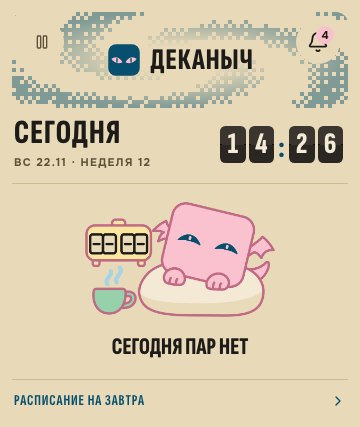 4
ДЕКАНЫЧ
СЕГОДНЯ
14:26
ВС 22.11 · НЕДЕЛЯ 12
СЕГОДНЯ ПАР НЕТ
РАСПИСАНИЕ НА ЗАВТРА